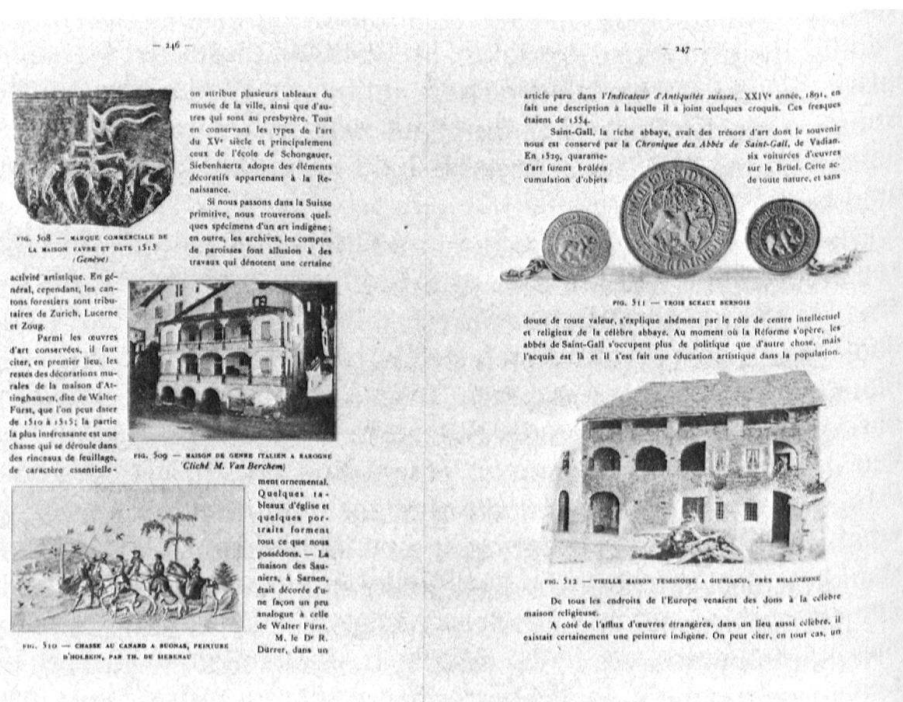 — 246 —
on attribue plusieurs tableaux du
musée de la ville, ainsi que d'au-
tres qui sont au presbytère. Tout
en conservant les types de l'art
du XVe siècle et principalement
ceux de l'école de Schongauer,
Siebenhaerts adopte des éléments
décoratifs appartenant à la Re-
naissance.
Si nous passons dans la Suisse
primitive, nous trouverons quel-
ques spécimens d'un art indigène ;
en outre, les archives, les comptes
de paroisses font allusion à des
travaux qui dénotent une certaine
FIG. 508 — MARQUE COMMERCIALE DE
LA MAISON FAVRE ET DATE 1515
(Genève)
activité artistique. En gé-
néral, cependant, les can-
tons forestiers sont tribu-
taires de Zurich, Lucerne
et Zoug.
Parmi les œuvres
d'art conservées, il faut
citer, en premier lieu, les
restes des décorations mu-
rales de la maison d'At-
tinghausen, dite de Walter
Fürst, que l'on peut dater
de 1510 à 1515; la partie
la plus intéressante est une
chasse qui se déroule dans
des rinceaux de feuillage,
de caractère essentielle-
FIG. 509 — MAISON DE GENRE ITALIEN A RAROGNE
(Cliché M. Van Berchem)
ment ornemental.
Quelques ta-
bleaux d'église et
quelques por-
traits forment
tout ce que nous
possédons. — La
maison des Sau-
niers, à Sarnen,
était décorée d'u-
ne façon un peu
analogue à celle
de Walter Fürst.
M. le Dr R.
Dürrer, dans un
FIG. 510 — CHASSE AU CANARD A BUONAS, PEINTURE
D'HOLBEIN, PAR TH. DE SIEBENAU
— 247 —
article paru dans l'Indicateur d'Antiquités suisses, XXIVe année, 1891, en
fait une description à laquelle il a joint quelques croquis. Ces fresques
étaient de 1554.
Saint-Gall, la riche abbaye, avait des trésors d'art dont le souvenir
nous est conservé par la Chronique des Abbés de Saint-Gall, de Vadian.
En 1529, quarante-six voiturées d'œuvres
d'art furent brûlées sur le Brüel. Cette ac-
cumulation d'objets de toute nature, et sans
FIG. 511 — TROIS SCEAUX BERNOIS
doute de toute valeur, s'explique aisément par le rôle de centre intellectuel
et religieux de la célèbre abbaye. Au moment où la Réforme s'opère, les
abbés de Saint-Gall s'occupent plus de politique que d'autre chose, mais
l'acquis est là et il s'est fait une éducation artistique dans la population.
FIG. 512 — VIEILLE MAISON TESSINOISE A GIUBIASCO, PRÈS BELLINZONE
De tous les endroits de l'Europe venaient des dons à la célèbre
maison religieuse.
A côté de l'afflux d'œuvres étrangères, dans un lieu aussi célèbre, il
existait certainement une peinture indigène. On peut citer, en tout cas, un